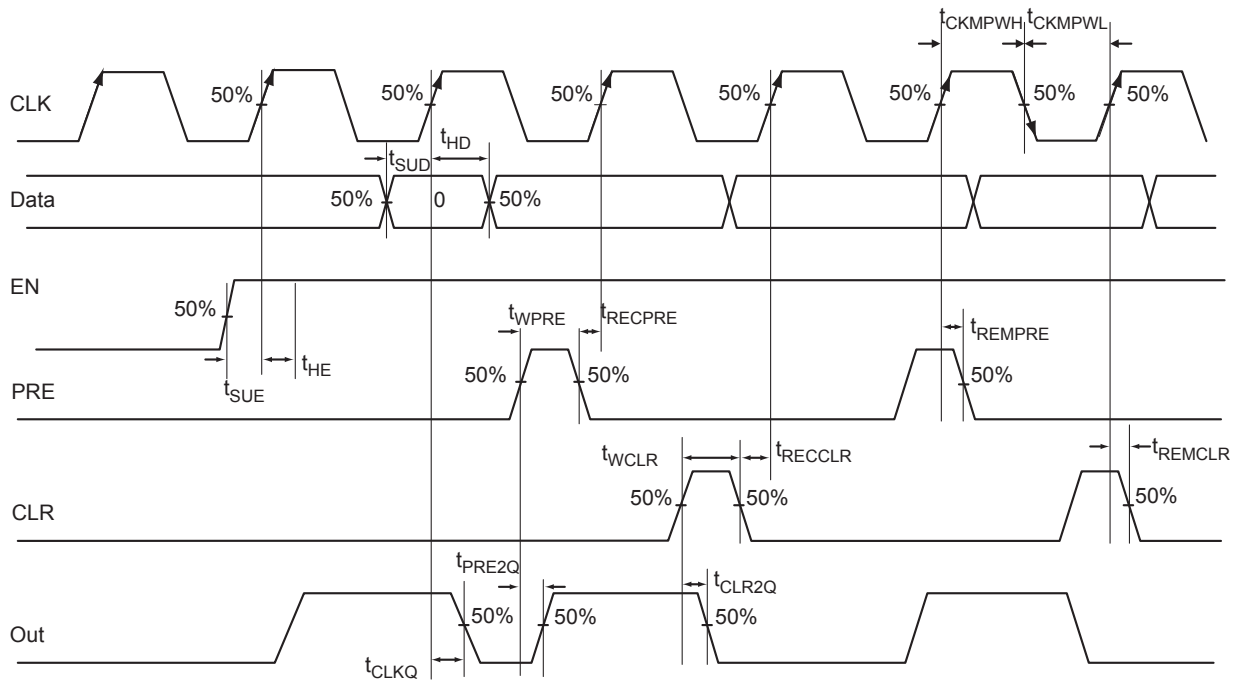 tCKMPWH tCKMPWL
CLK
50% 50% 50% 50% 50% 50% 50%
tSUD tHD
Data
50% 0 50%
EN
50%
tSUE tHE
tWPRE tRECPRE
tREMPRE
PRE
50% 50% 50%
tWCLR tRECCLR
tREMCLR
CLR
50% 50% 50%
tPRE2Q
tCLR2Q
Out
50% 50% 50%
tCLKQ